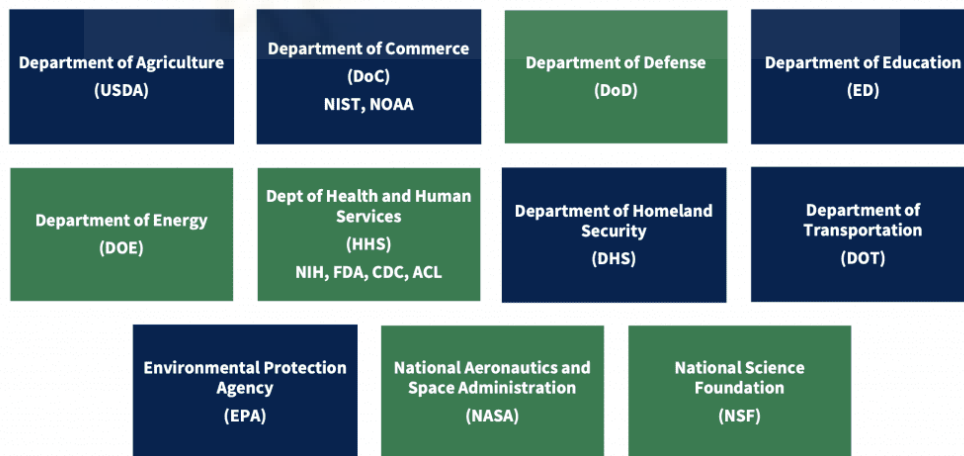 Department of Agriculture
(USDA)
Department of Commerce
(DoC)
NIST, NOAA
Department of Defense
(DoD)
Department of Education
(ED)
Department of Energy
(DOE)
Dept of Health and Human
Services
(HHS)
NIH, FDA, CDC, ACL
Department of Homeland
Security
(DHS)
Department of
Transportation
(DOT)
Environmental Protection
Agency
(EPA)
National Aeronautics and
Space Administration
(NASA)
National Science
Foundation
(NSF)